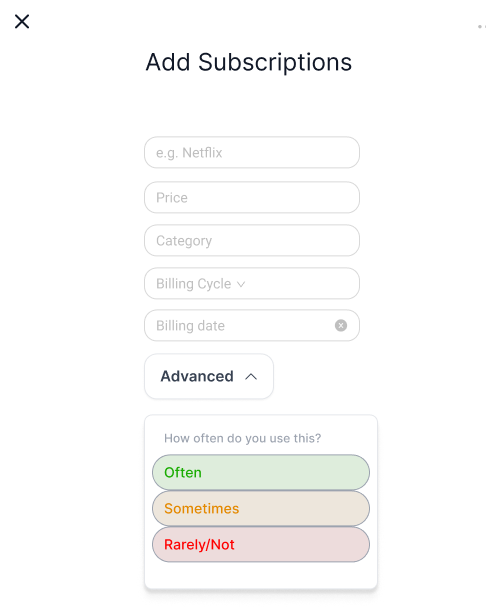 Add Subscriptions
e.g. Netflix
Price
Category
Billing Cycle
Billing date
Advanced
How often do you use this?
Often
Sometimes
Rarely/Not